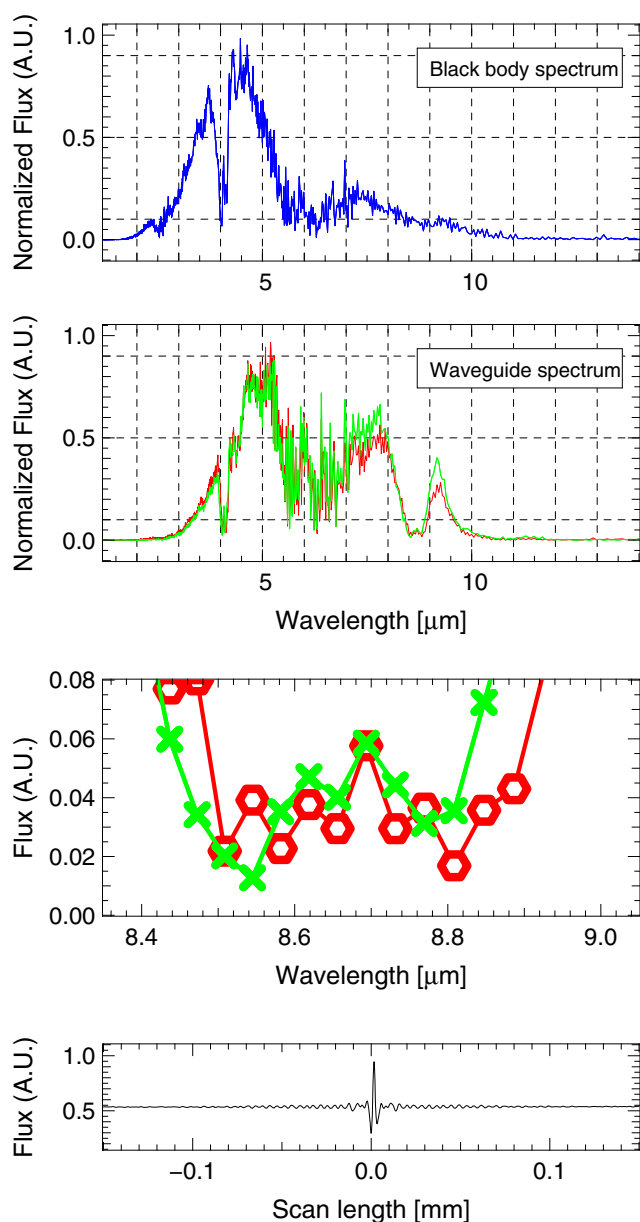 Normalized Flux (A.U.)
1.0
0.5
0.0
Black body spectrum
5
10
Normalized Flux (A.U.)
1.0
0.5
0.0
Waveguide spectrum
5
10
Wavelength [μm]
Flux (A.U.)
0.08
0.06
0.04
0.02
0.00
8.4
8.6
8.8
9.0
Wavelength [μm]
Flux (A.U.)
1.0
0.5
−0.1
0.0
0.1
Scan length [mm]